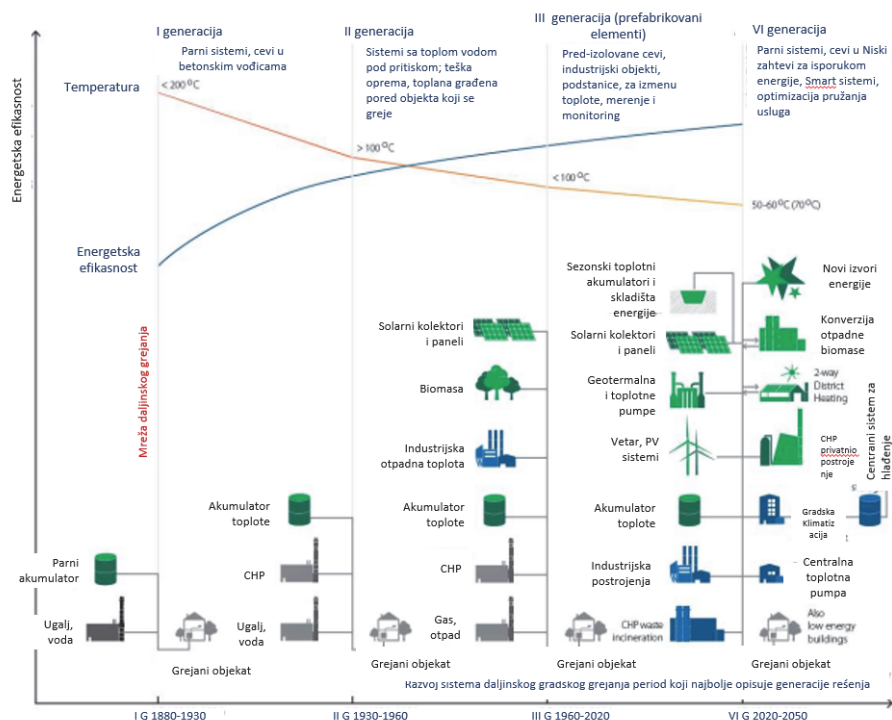 I generacija
Parni sistemi, cevi u
betonskim vođicama
II generacija
Sistemi sa toplom vodom
pod pritiskom; teška
oprema, toplana građena
pored objekta koji se
greje
III generacija (prefabrikovani
elementi)
Pred-izolovane cevi,
industrijski objekti,
podstanice, za izmenu
toplote, merenje i
monitoring
VI generacija
Parni sistemi, cevi u Niski
zahtevi za isporukom
energije, Smart sistemi,
optimizacija pružanja
usluga
Energetska efikasnost
Temperatura
< 200 °C
> 100 °C
< 100 °C
50-60 °C (70 °C)
Energetska
efikasnost
Mreža daljinskog grejanja
Parni
akumulator
Ugalj,
voda
Grejani objekat
Akumulator
toplote
CHP
Ugalj,
voda
Grejani objekat
Solarni kolektori
i paneli
Biomasa
Industrijska
otpadna toplota
Akumulator
toplote
CHP
Gas,
otpad
Grejani objekat
Sezonski toplotni
akumulatori i
skladišta
energije
Solarni kolektori
i paneli
Geotermalna
i toplotne
pumpe
Vetar, PV
sistemi
Akumulator
toplote
Industrijska
postrojenja
CHP waste
incineration
Grejani objekat
Novi izvori
energije
Konverzija
otpadne
biomase
2-way
District
Heating
CHP
privatnio
postroje
nje
Centralni sistem za
hlađenje
Gradska
Klimatiz
acija
Centralna
toplotna
pumpa
Also
low energy
buildings
Razvoj sistema daljinskog gradskog grejanja period koji najbolje opisuje generacije rešenja
I G 1880-1930
II G 1930-1960
III G 1960-2020
VI G 2020-2050